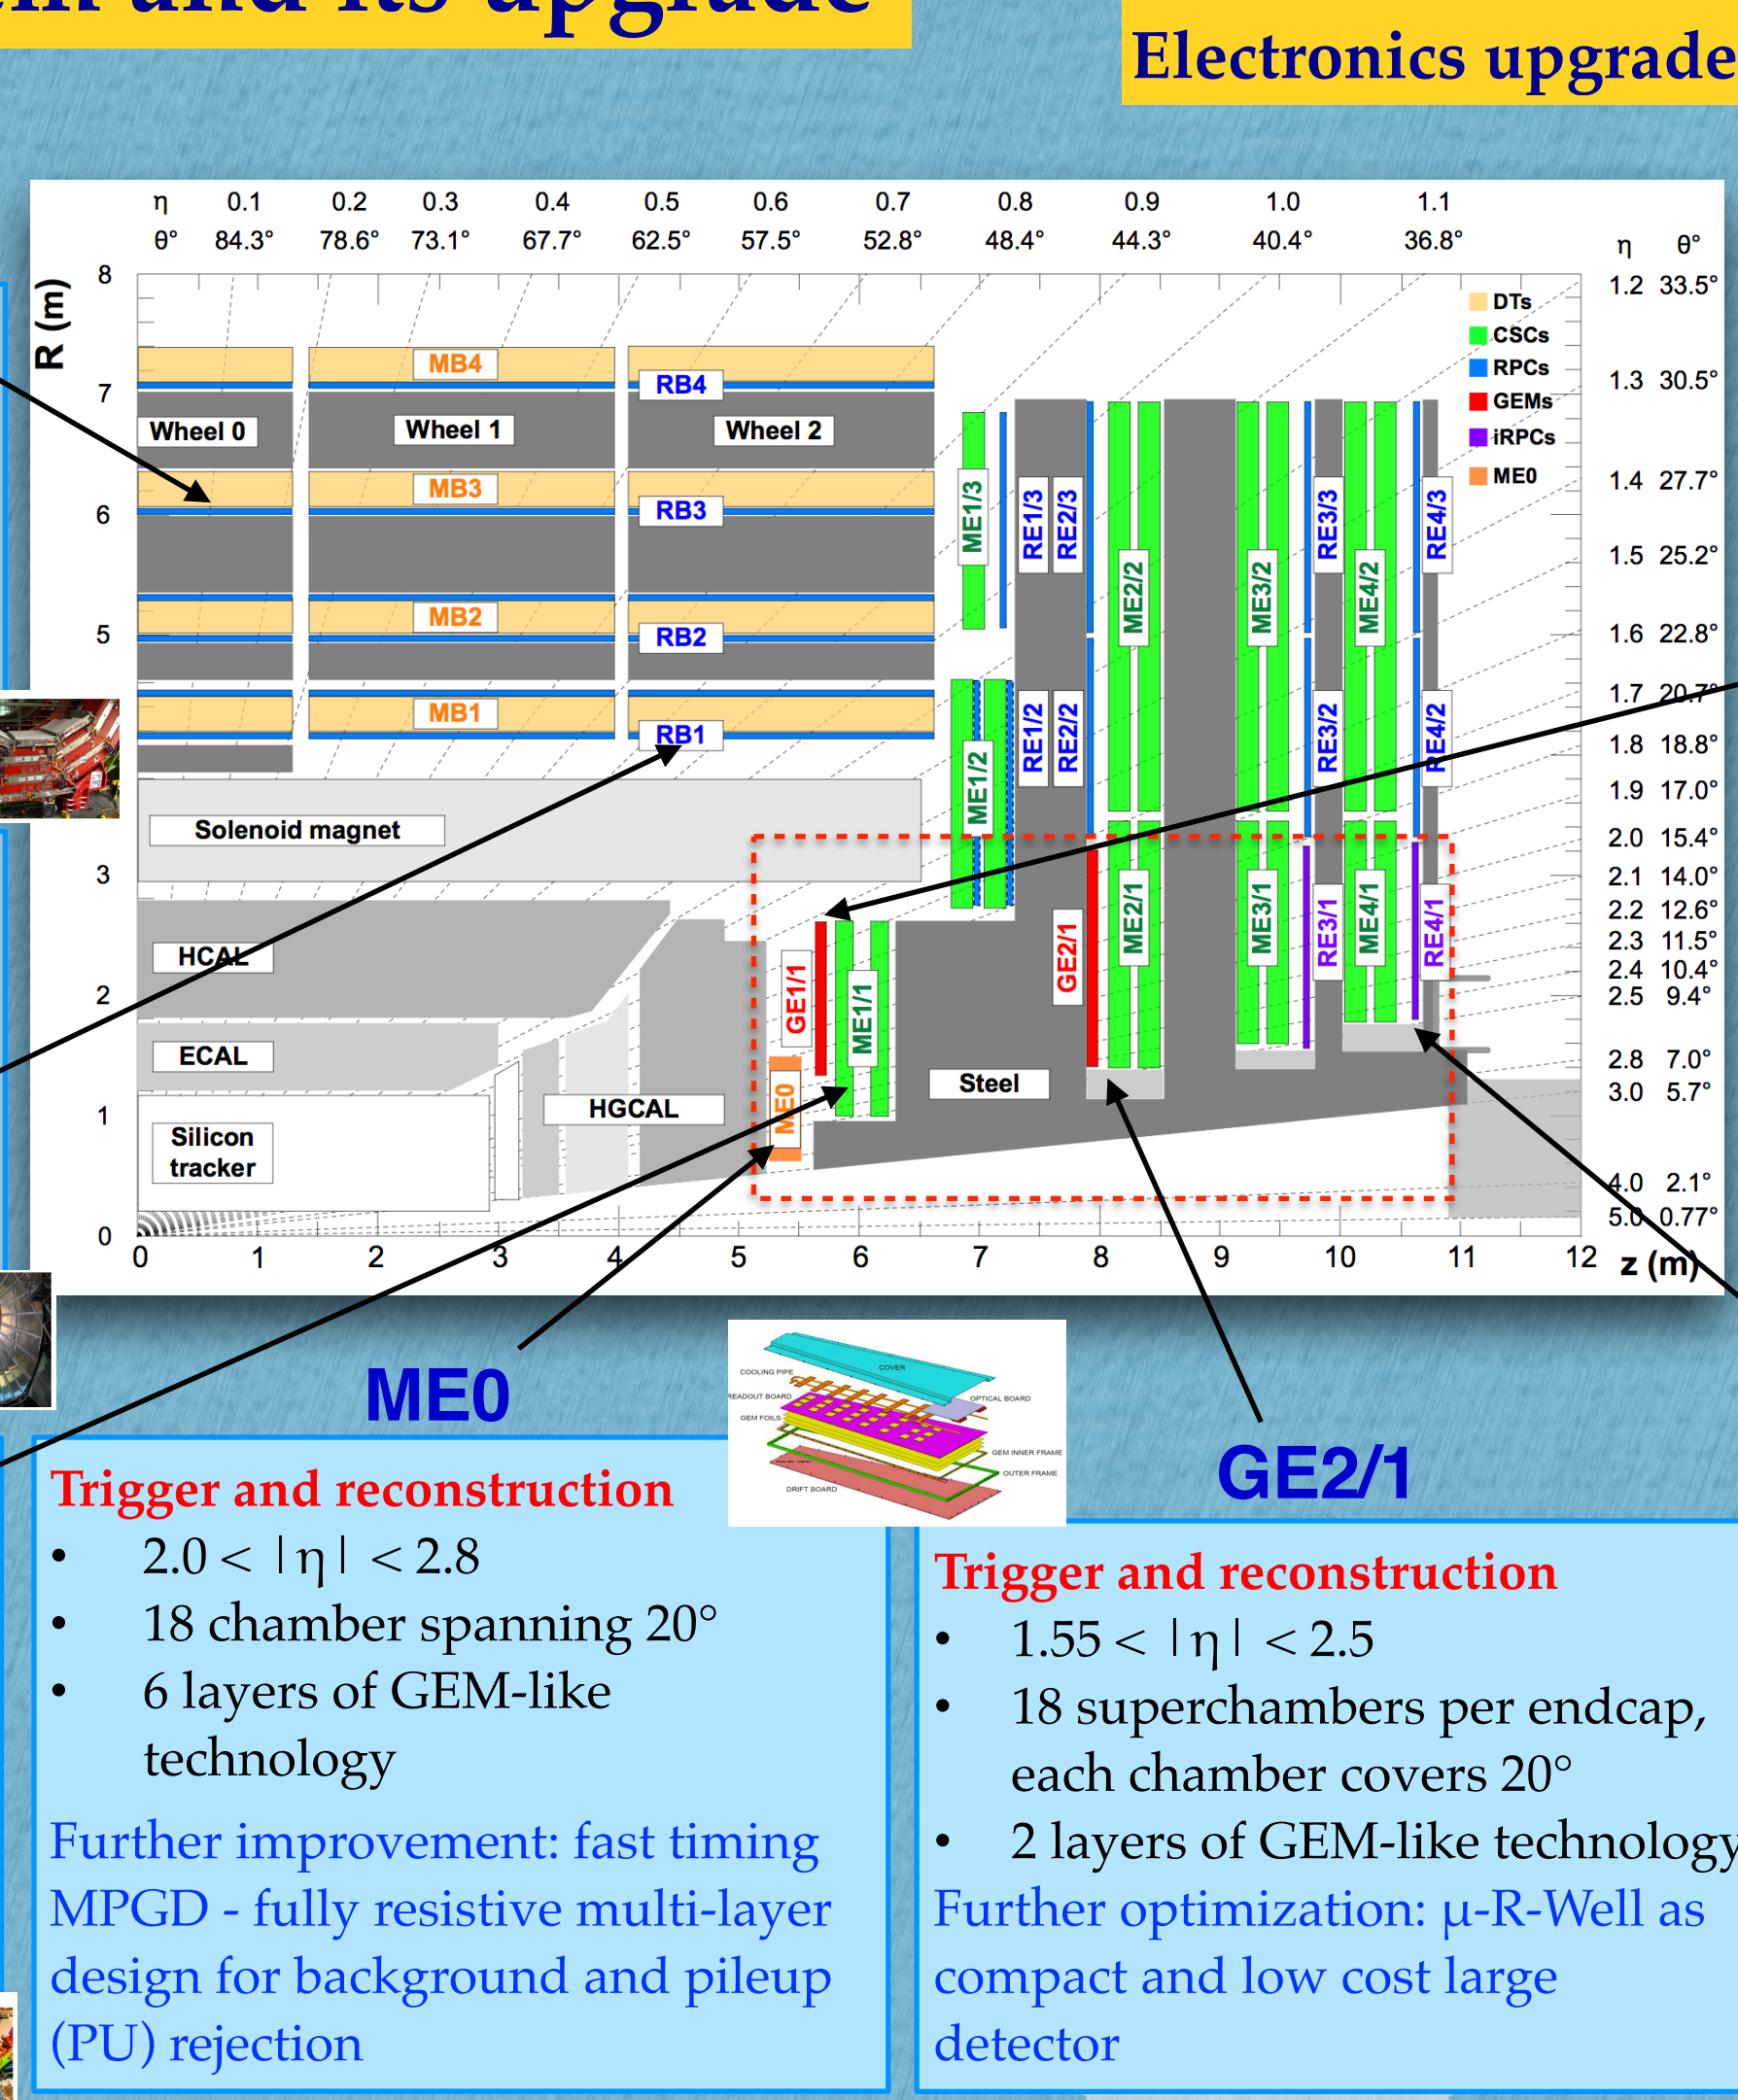 and its upgrade
Electronics upgrade
η 0.1 0.2 0.3 0.4 0.5 0.6 0.7 0.8 0.9 1.0 1.1
θ° 84.3° 78.6° 73.1° 67.7° 62.5° 57.5° 52.8° 48.4° 44.3° 40.4° 36.8°
η θ°
1.2 33.5°
1.3 30.5°
1.4 27.7°
1.5 25.2°
1.6 22.8°
1.7 20.7°
1.8 18.8°
1.9 17.0°
2.0 15.4°
2.1 14.0°
2.2 12.6°
2.3 11.5°
2.4 10.4°
2.5 9.4°
2.8 7.0°
3.0 5.7°
4.0 2.1°
5.0 0.77°
R (m)
8
7
6
5
3
2
1
0
DTs
CSCs
RPCs
GEMs
iRPCs
ME0
MB4
RB4
Wheel 0
Wheel 1
Wheel 2
MB3
RB3
MB2
RB2
MB1
RB1
Solenoid magnet
HCAL
ECAL
Silicon
tracker
HGCAL
Steel
ME1/3
RE1/3
RE2/3
ME2/2
ME3/2
RE3/3
ME4/2
RE4/3
ME1/2
RE1/2
RE2/2
RE3/2
RE4/2
GE1/1
ME1/1
ME0
GE2/1
ME2/1
ME3/1
RE3/1
ME4/1
RE4/1
0 1 2 3 4 5 6 7 8 9 10 11 12 z (m)
ME0
COVER
COOLING PIPE
OPTICAL BOARD
READOUT BOARD
GEM FOILS
GEM INNER FRAME
OUTER FRAME
DRIFT BOARD
GE2/1
Trigger and reconstruction
• 2.0 < |η| < 2.8
• 18 chamber spanning 20°
• 6 layers of GEM-like
technology
Further improvement: fast timing
MPGD - fully resistive multi-layer
design for background and pileup
(PU) rejection
Trigger and reconstruction
• 1.55 < |η| < 2.5
• 18 superchambers per endcap,
each chamber covers 20°
• 2 layers of GEM-like technology
Further optimization: μ-R-Well as
compact and low cost large
detector